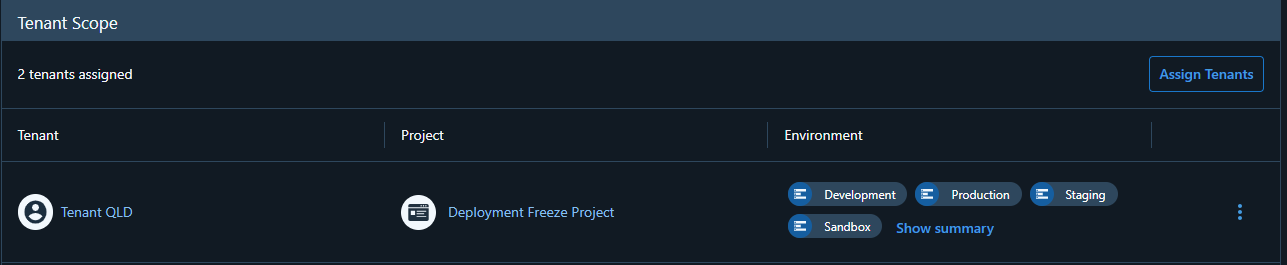 Tenant Scope
2 tenants assigned
Assign Tenants
Tenant
Project
Environment
Tenant QLD
Deployment Freeze Project
Development
Production
Staging
Sandbox
Show summary